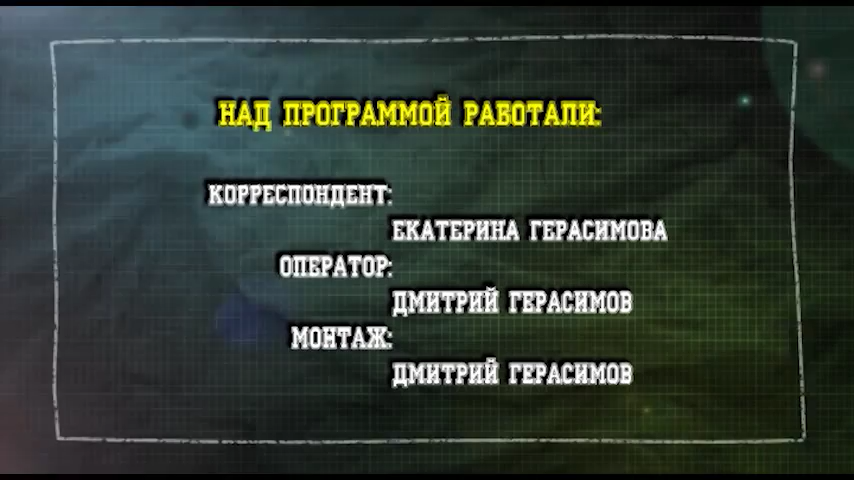 НАД ПРОГРАММОЙ РАБОТАЛИ:
КОРРЕСПОНДЕНТ:
ЕКАТЕРИНА ГЕРАСИМОВА
ОПЕРАТОР:
ДМИТРИЙ ГЕРАСИМОВ
МОНТАЖ:
ДМИТРИЙ ГЕРАСИМОВ